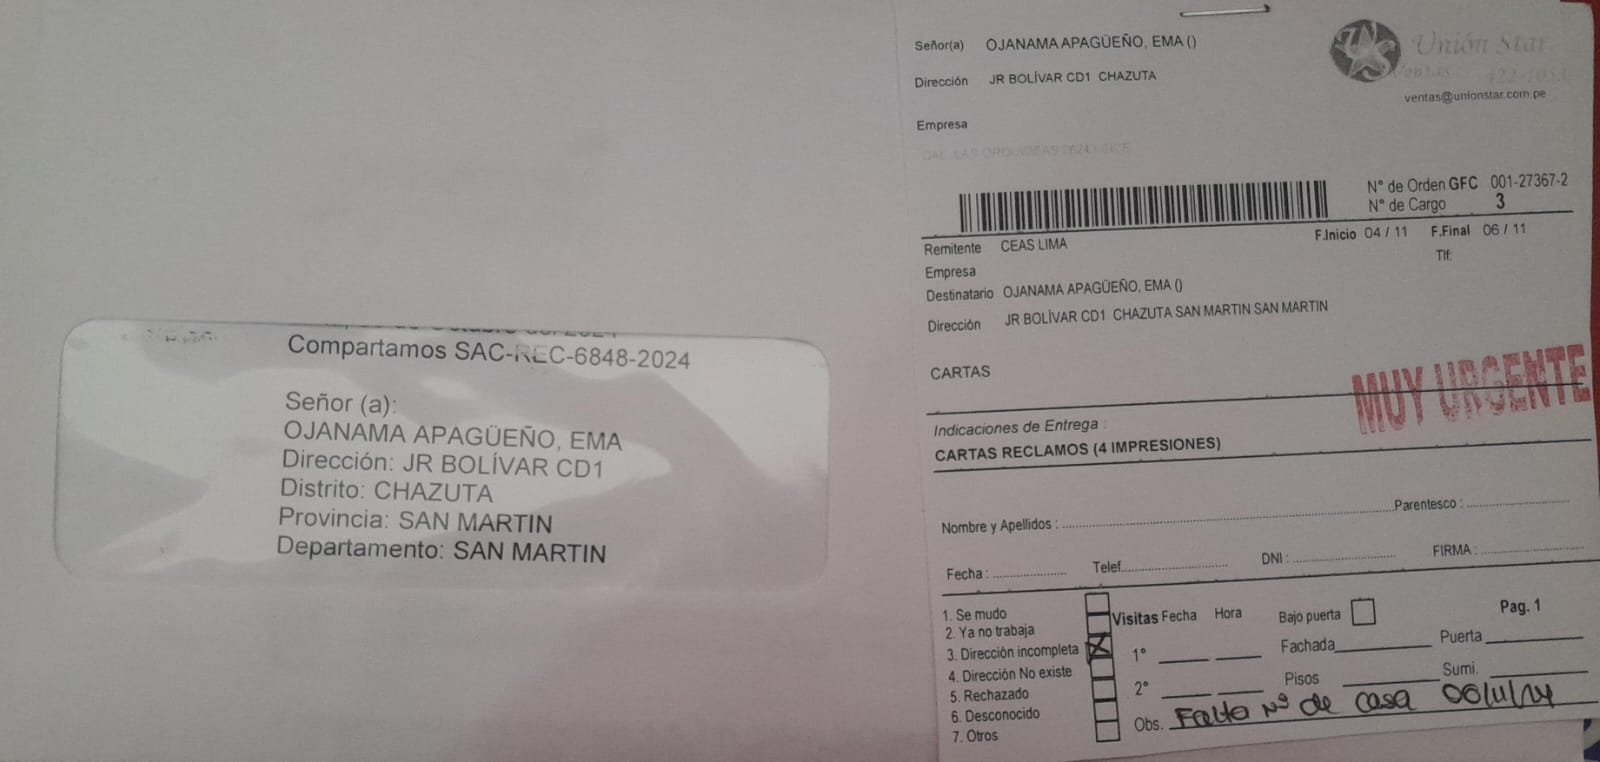 Compartamos SAC-REC-6848-2024
Señor (a):
OJANAMA APAGÜEÑO, EMA
Dirección: JR BOLÍVAR CD1
Distrito: CHAZUTA
Provincia: SAN MARTIN
Departamento: SAN MARTIN
Señor(a) OJANAMA APAGÜEÑO, EMA ()
Dirección JR BOLÍVAR CD1 CHAZUTA
Empresa
Unión Star
Ventas
ventas@unionstar.com.pe
N° de Orden GFC 001-27367-2
N° de Cargo 3
F.Inicio 04 / 11 F.Final 06 / 11
Tlf:
Remitente CEAS LIMA
Empresa
Destinatario OJANAMA APAGÜEÑO, EMA ()
Dirección JR BOLÍVAR CD1 CHAZUTA SAN MARTIN SAN MARTIN
CARTAS
MUY URGENTE
Indicaciones de Entrega :
CARTAS RECLAMOS (4 IMPRESIONES)
Nombre y Apellidos : Parentesco :
Fecha : Telef. DNI : FIRMA :
1. Se mudo
2. Ya no trabaja
3. Dirección incompleta X
4. Dirección No existe
5. Rechazado
6. Desconocido
7. Otros
Visitas Fecha Hora Bajo puerta Pag. 1
1° Fachada Puerta
2° Pisos Sumi.
Obs. Falta N° de casa 06/11/24